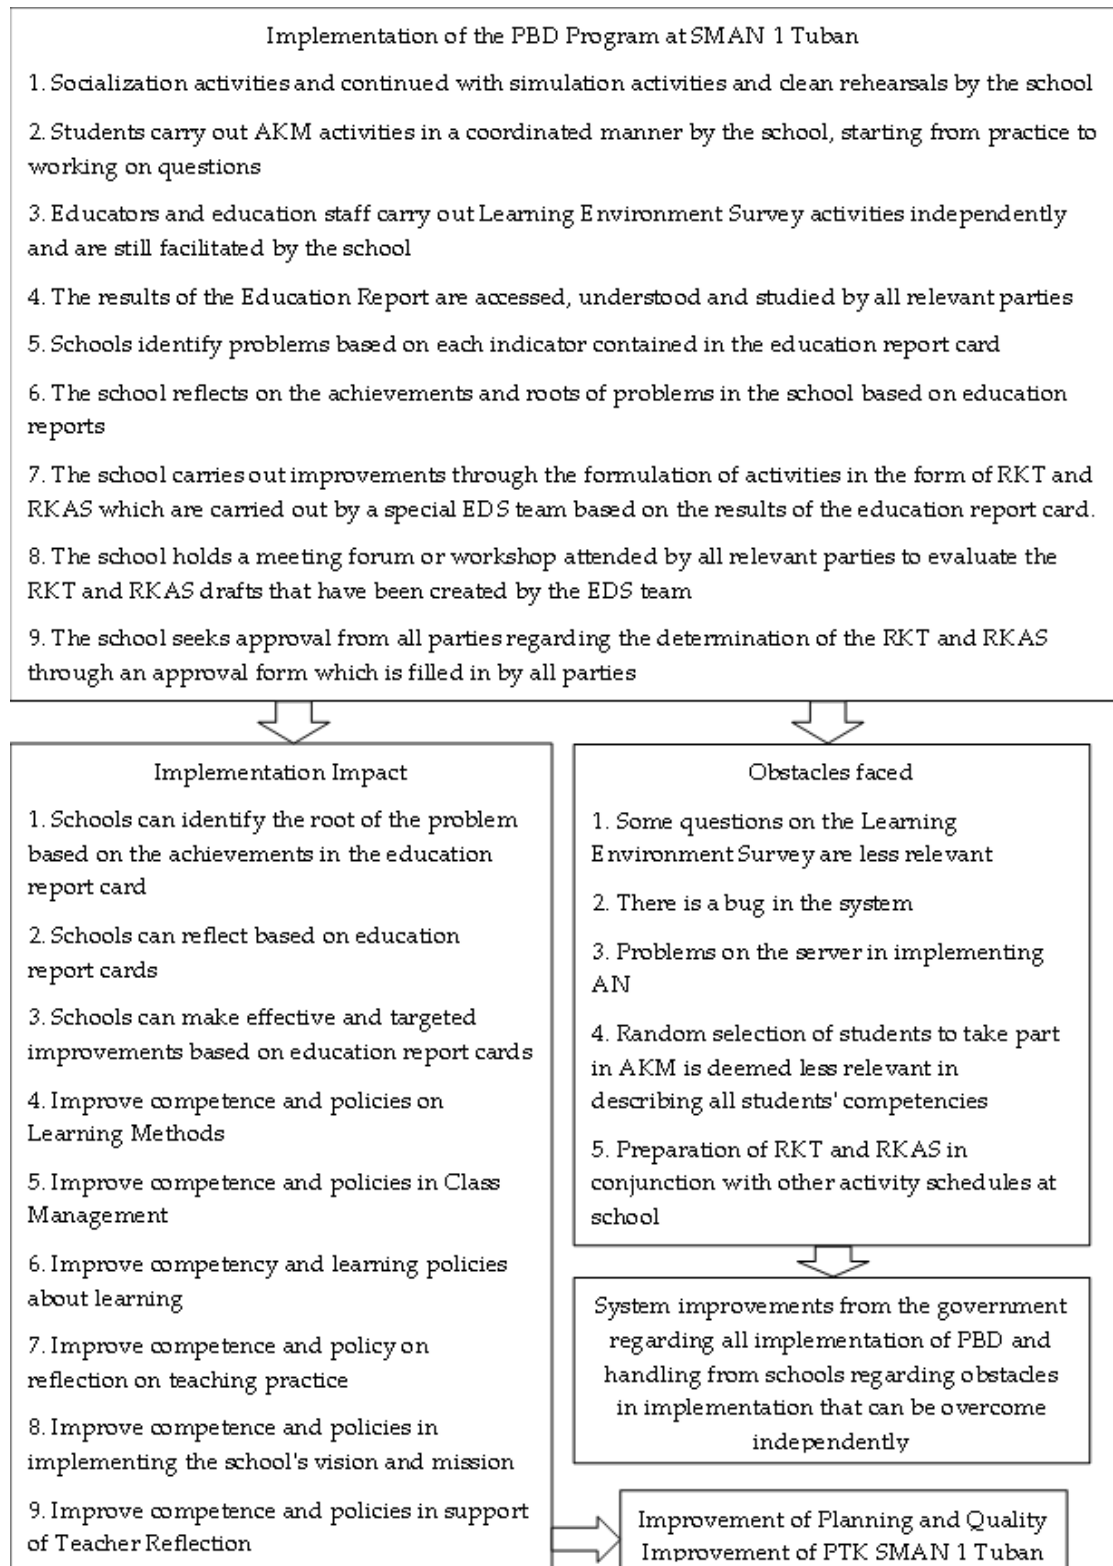 Implementation of the PBD Program at SMAN 1 Tuban
1. Socialization activities and continued with simulation activities and clean rehearsals by the school
2. Students carry out AKM activities in a coordinated manner by the school, starting from practice to
working on questions
3. Educators and education staff carry out Learning Environment Survey activities independently
and are still facilitated by the school
4. The results of the Education Report are accessed, understood and studied by all relevant parties
5. Schools identify problems based on each indicator contained in the education report card
6. The school reflects on the achievements and roots of problems in the school based on education
reports
7. The school carries out improvements through the formulation of activities in the form of RKT and
RKAS which are carried out by a special EDS team based on the results of the education report card.
8. The school holds a meeting forum or workshop attended by all relevant parties to evaluate the
RKT and RKAS drafts that have been created by the EDS team
9. The school seeks approval from all parties regarding the determination of the RKT and RKAS
through an approval form which is filled in by all parties
Implementation Impact
1. Schools can identify the root of the problem
based on the achievements in the education
report card
2. Schools can reflect based on education
report cards
3. Schools can make effective and targeted
improvements based on education report cards
4. Improve competence and policies on
Learning Methods
5. Improve competence and policies in Class
Management
6. Improve competency and learning policies
about learning
7. Improve competence and policy on
reflection on teaching practice
8. Improve competence and policies in
implementing the school's vision and mission
9. Improve competence and policies in support
of Teacher Reflection
Obstacles faced
1. Some questions on the Learning
Environment Survey are less relevant
2. There is a bug in the system
3. Problems on the server in implementing
AN
4. Random selection of students to take part
in AKM is deemed less relevant in
describing all students' competencies
5. Preparation of RKT and RKAS in
conjunction with other activity schedules at
school
System improvements from the government
regarding all implementation of PBD and
handling from schools regarding obstacles
in implementation that can be overcome
independently
Improvement of Planning and Quality
Improvement of PTK SMAN 1 Tuban